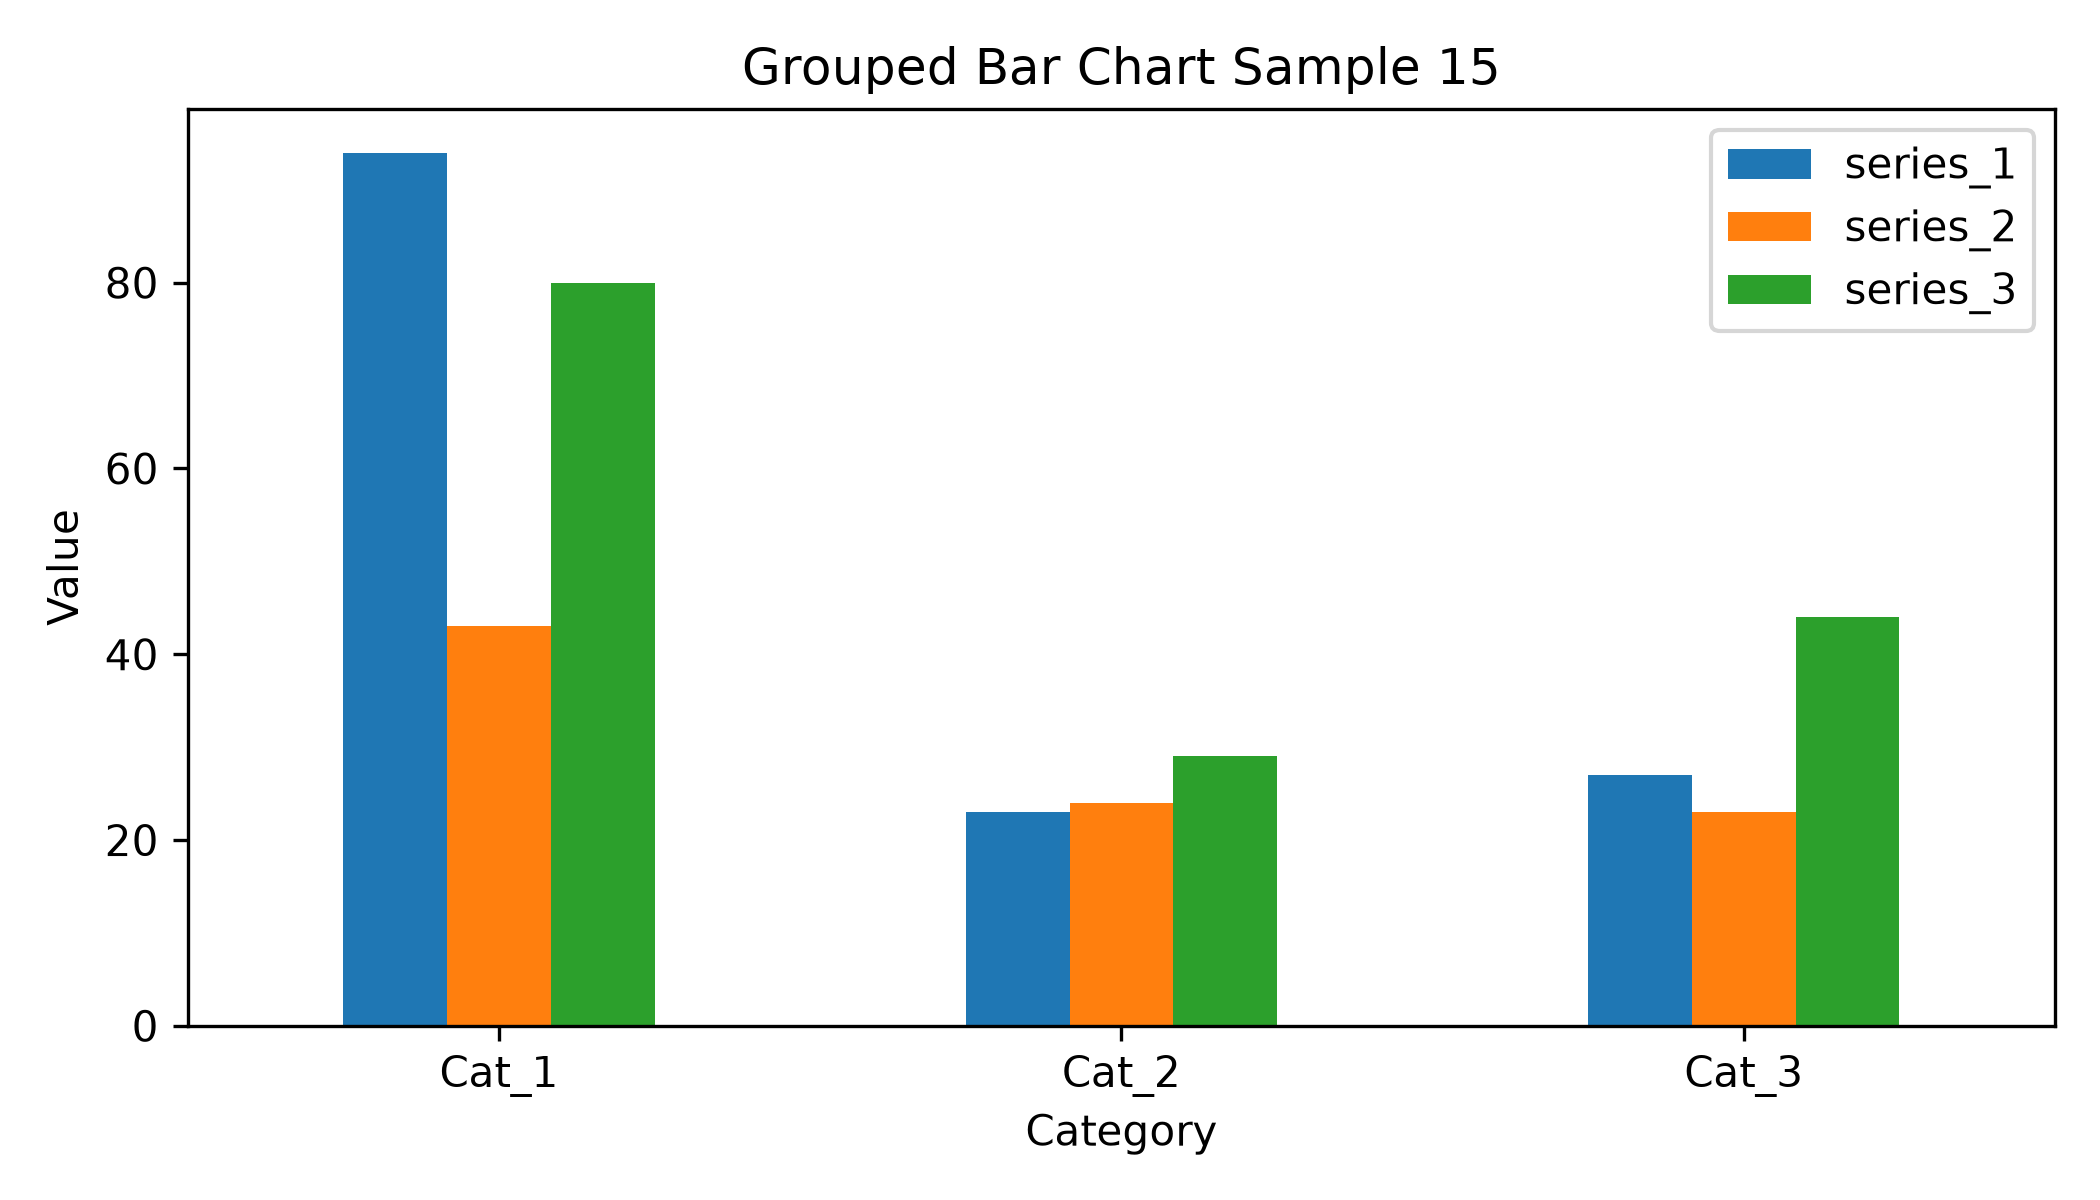 Grouped Bar Chart Sample 15
series_1
series_2
series_3
Value
80
60
40
20
0
Cat_1 Cat_2 Cat_3
Category